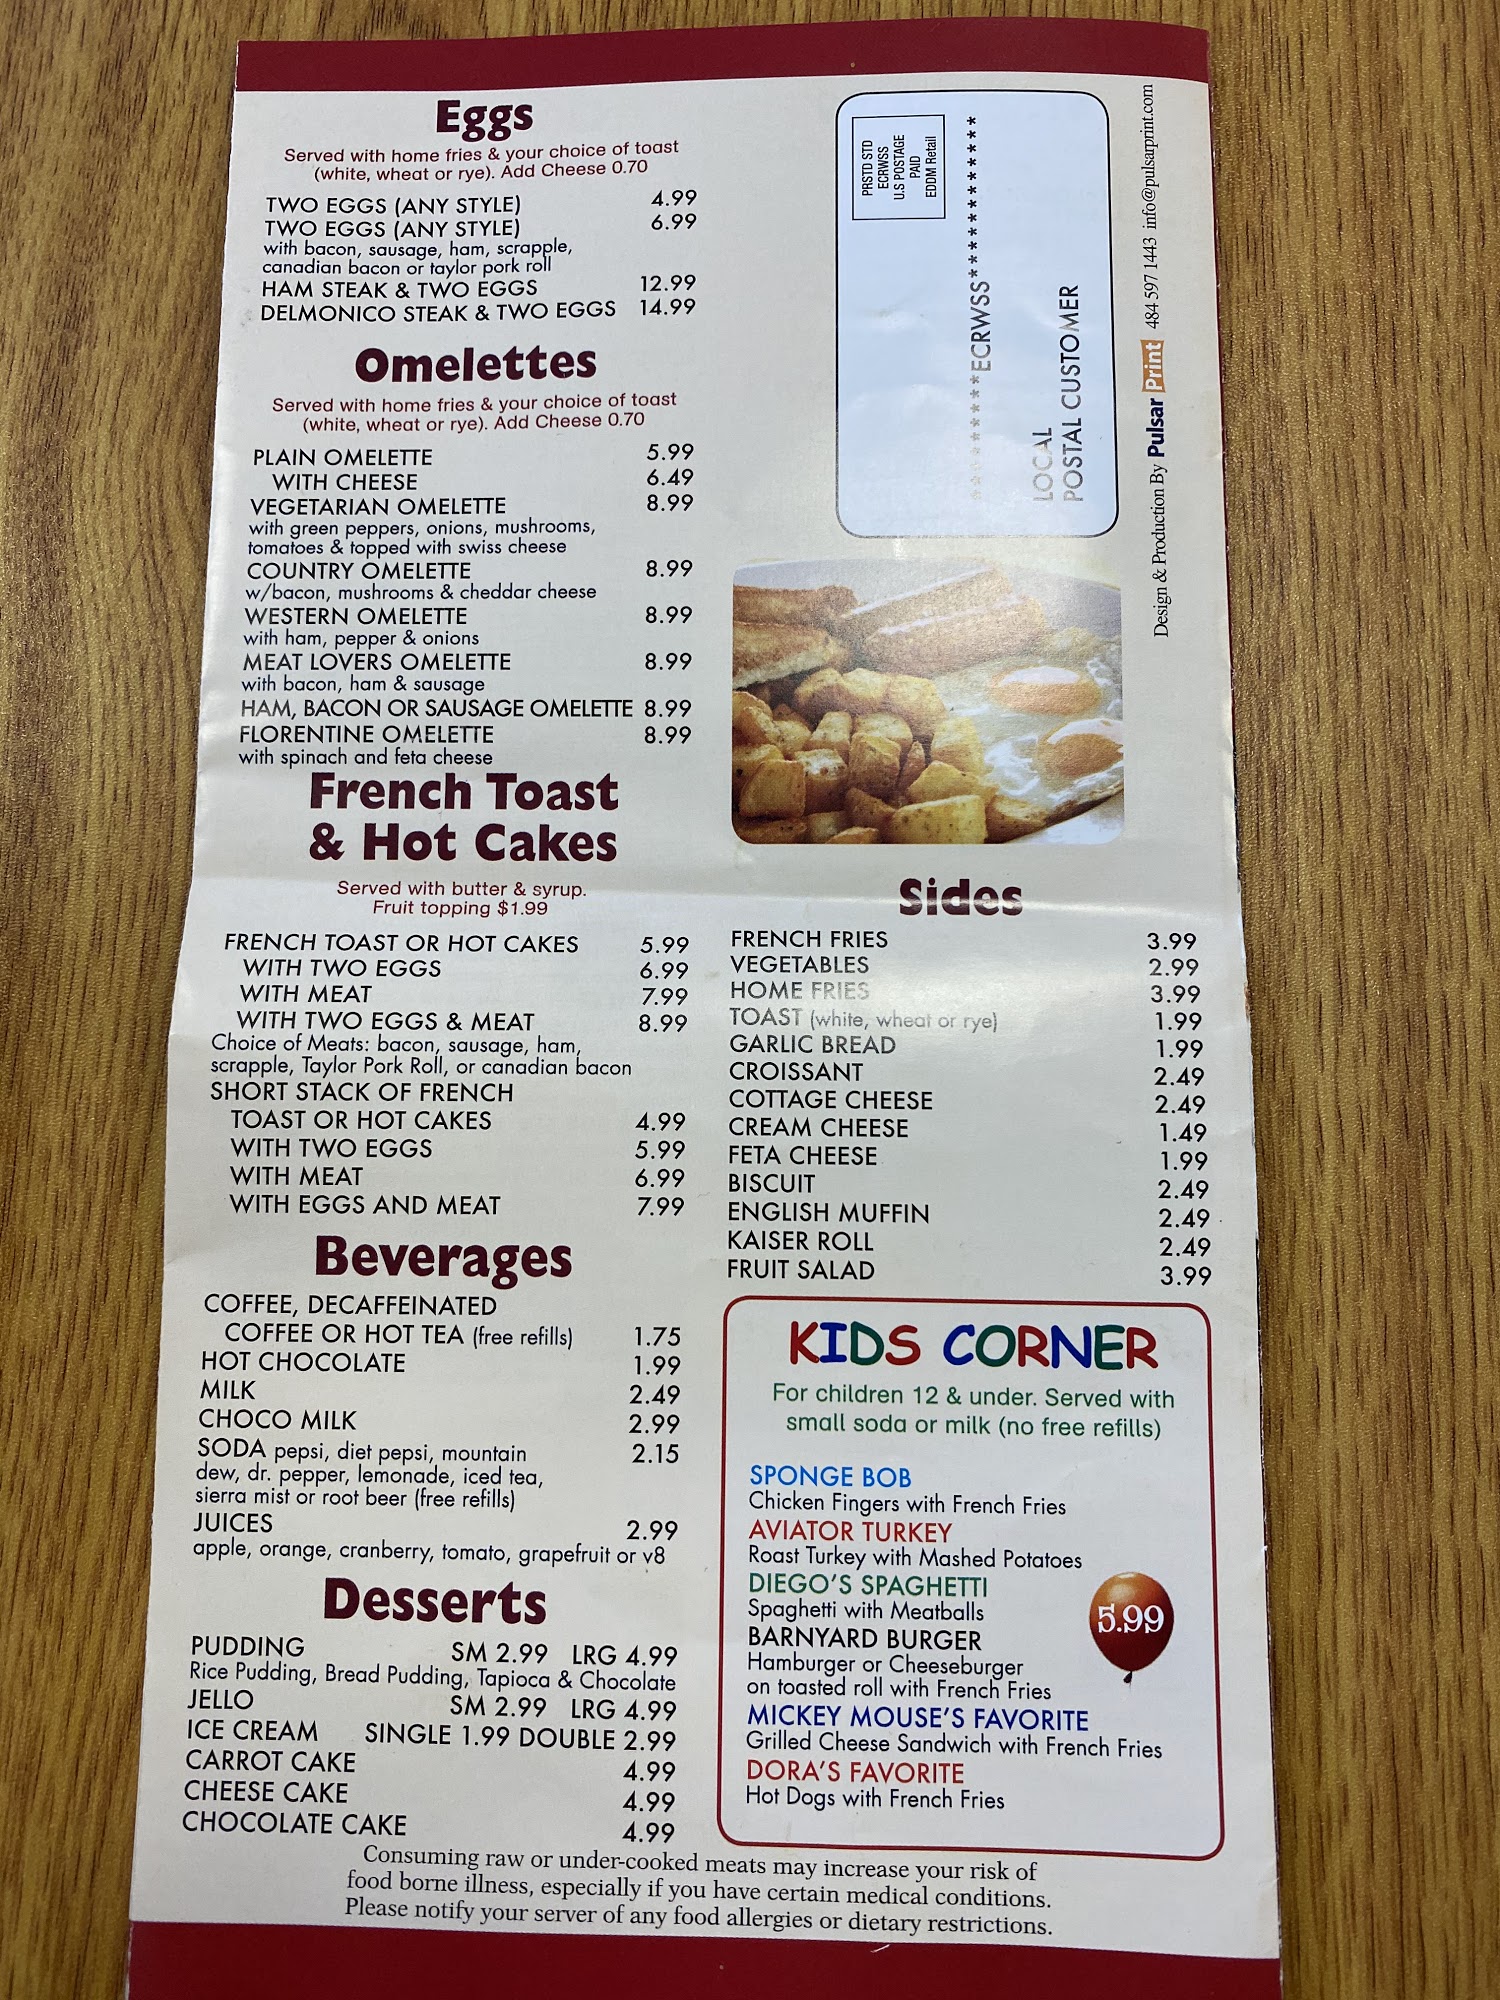 Eggs
Served with home fries & your choice of toast
(white, wheat or rye). Add Cheese 0.70
TWO EGGS (ANY STYLE) 4.99
TWO EGGS (ANY STYLE) 6.99
with bacon, sausage, ham, scrapple,
canadian bacon or taylor pork roll
HAM STEAK & TWO EGGS 12.99
DELMONICO STEAK & TWO EGGS 14.99
Omelettes
Served with home fries & your choice of toast
(white, wheat or rye). Add Cheese 0.70
PLAIN OMELETTE 5.99
WITH CHEESE 6.49
VEGETARIAN OMELETTE 8.99
with green peppers, onions, mushrooms,
tomatoes & topped with swiss cheese
COUNTRY OMELETTE 8.99
w/bacon, mushrooms & cheddar cheese
WESTERN OMELETTE 8.99
with ham, pepper & onions
MEAT LOVERS OMELETTE 8.99
with bacon, ham & sausage
HAM, BACON OR SAUSAGE OMELETTE 8.99
FLORENTINE OMELETTE 8.99
with spinach and feta cheese
French Toast
& Hot Cakes
Served with butter & syrup.
Fruit topping $1.99
FRENCH TOAST OR HOT CAKES 5.99
WITH TWO EGGS 6.99
WITH MEAT 7.99
WITH TWO EGGS & MEAT 8.99
Choice of Meats: bacon, sausage, ham,
scrapple, Taylor Pork Roll, or canadian bacon
SHORT STACK OF FRENCH
TOAST OR HOT CAKES 4.99
WITH TWO EGGS 5.99
WITH MEAT 6.99
WITH EGGS AND MEAT 7.99
Beverages
COFFEE, DECAFFEINATED
COFFEE OR HOT TEA (free refills) 1.75
HOT CHOCOLATE 1.99
MILK 2.49
CHOCO MILK 2.99
SODA pepsi, diet pepsi, mountain 2.15
dew, dr. pepper, lemonade, iced tea,
sierra mist or root beer (free refills)
JUICES 2.99
apple, orange, cranberry, tomato, grapefruit or v8
Desserts
PUDDING SM 2.99 LRG 4.99
Rice Pudding, Bread Pudding, Tapioca & Chocolate
JELLO SM 2.99 LRG 4.99
ICE CREAM SINGLE 1.99 DOUBLE 2.99
CARROT CAKE 4.99
CHEESE CAKE 4.99
CHOCOLATE CAKE 4.99
PRSTD STD
ECRWSS
U.S POSTAGE
PAID
EDDM Retail
**********ECRWSS****************
LOCAL
POSTAL CUSTOMER
Design & Production By Pulsar Print 484 597 1443 info@pulsarprint.com
Sides
FRENCH FRIES 3.99
VEGETABLES 2.99
HOME FRIES 3.99
TOAST (white, wheat or rye) 1.99
GARLIC BREAD 1.99
CROISSANT 2.49
COTTAGE CHEESE 2.49
CREAM CHEESE 1.49
FETA CHEESE 1.99
BISCUIT 2.49
ENGLISH MUFFIN 2.49
KAISER ROLL 2.49
FRUIT SALAD 3.99
KIDS CORNER
For children 12 & under. Served with
small soda or milk (no free refills)
SPONGE BOB
Chicken Fingers with French Fries
AVIATOR TURKEY
Roast Turkey with Mashed Potatoes
DIEGO'S SPAGHETTI
Spaghetti with Meatballs
5.99
BARNYARD BURGER
Hamburger or Cheeseburger
on toasted roll with French Fries
MICKEY MOUSE'S FAVORITE
Grilled Cheese Sandwich with French Fries
DORA'S FAVORITE
Hot Dogs with French Fries
Consuming raw or under-cooked meats may increase your risk of
food borne illness, especially if you have certain medical conditions.
Please notify your server of any food allergies or dietary restrictions.